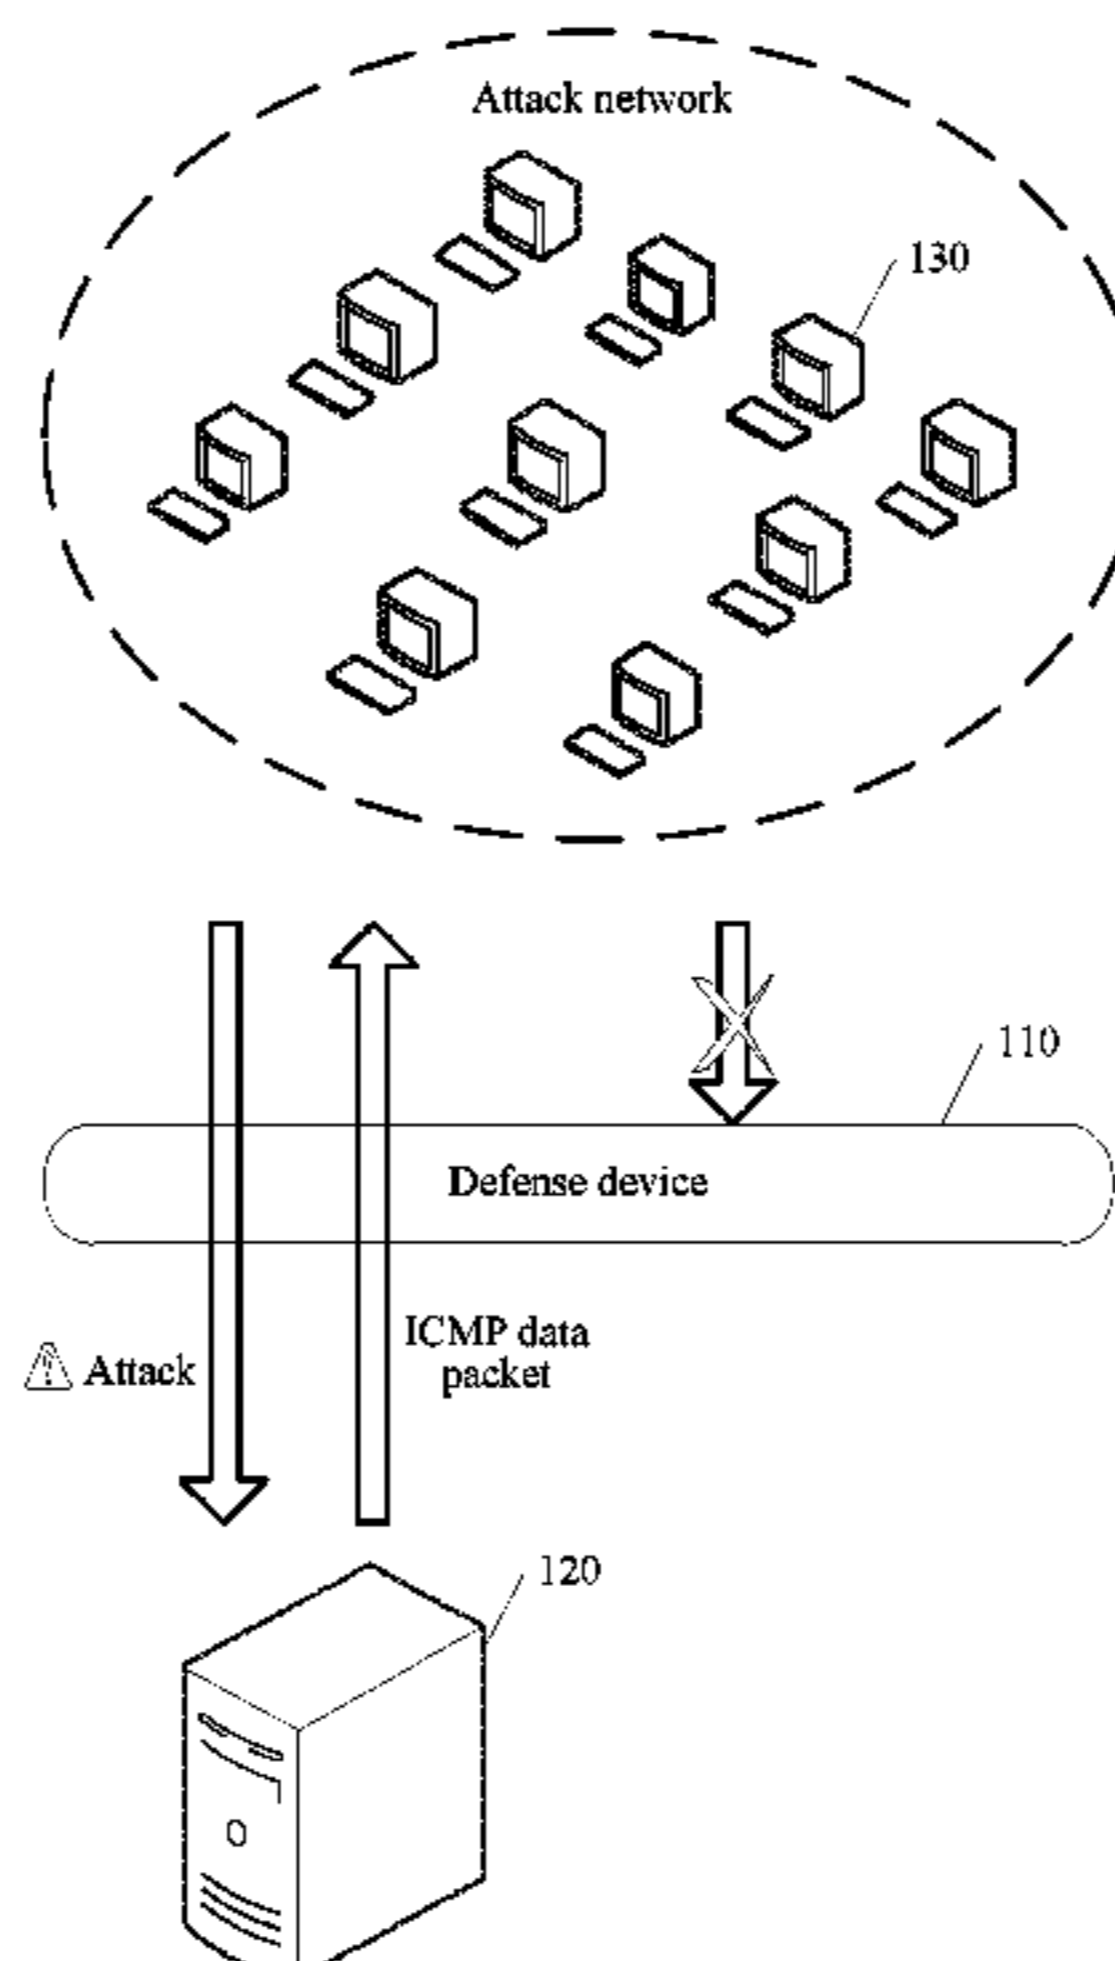 Attack network
130
110
Defense device
ICMP data
packet
Attack
120